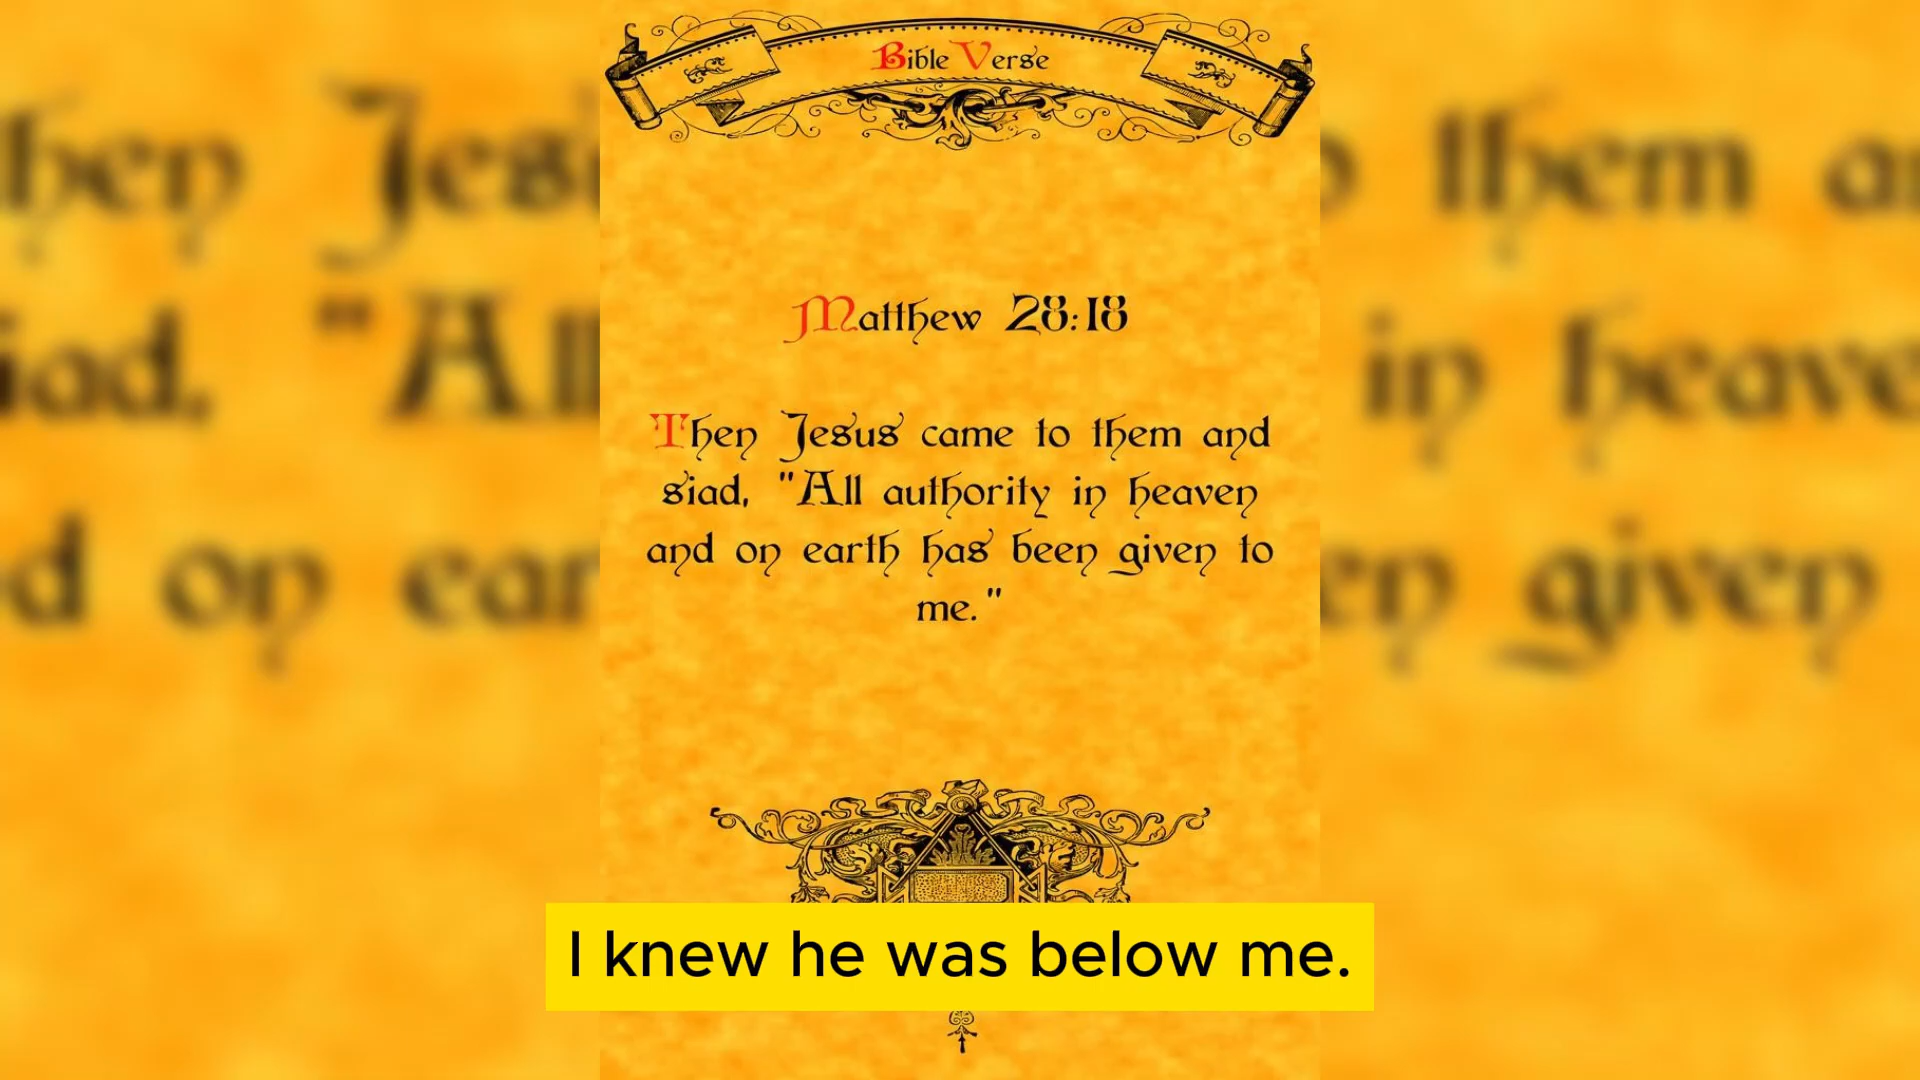 Bible Verse
Matthew 28:18
Then Jesus came to them and
siad, "All authority in heaven
and on earth has been given to
me."
I knew he was below me.